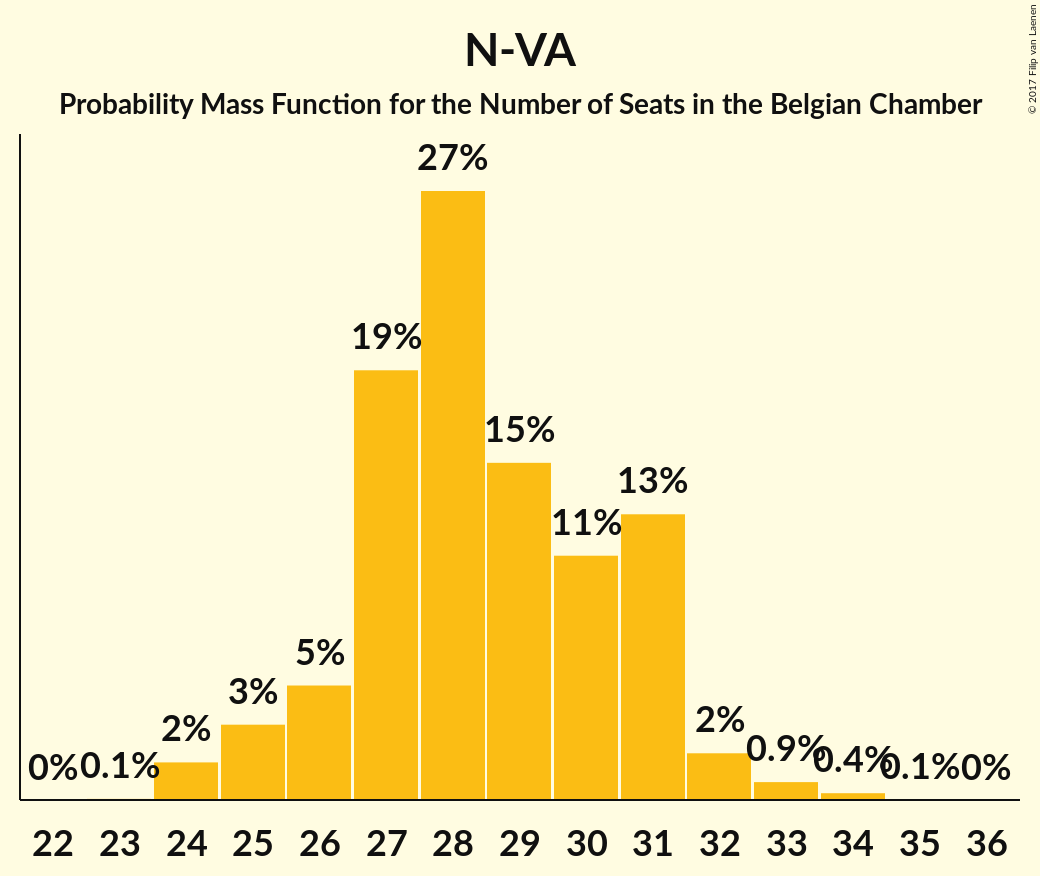 N-VA
Probability Mass Function for the Number of Seats in the Belgian Chamber
© 2017 Filip van Laenen
0% 0.1% 2% 3% 5% 19% 27% 15% 11% 13% 2% 0.9% 0.4% 0.1% 0%
22 23 24 25 26 27 28 29 30 31 32 33 34 35 36